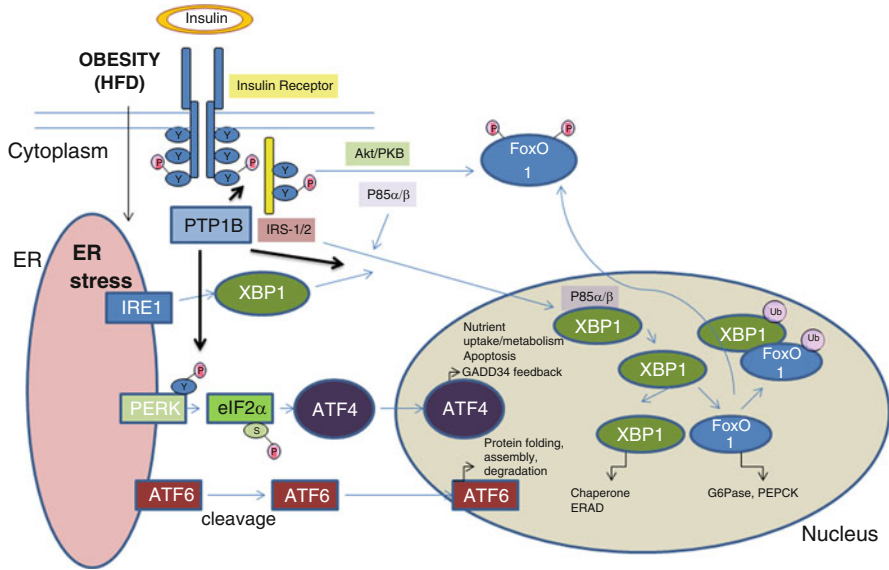 Insulin
OBESITY
(HFD)
Insulin Receptor
Cytoplasm
Y
Y
Y
Y
Y
Y
P
P
Y
Y
P
Akt/PKB
P
P
FoxO
1
P85α/β
PTP1B
IRS-1/2
ER
ER
stress
IRE1
XBP1
P85α/β
XBP1
XBP1
Ub
FoxO
1
Ub
Nutrient
uptake/metabolism
Apoptosis
GADD34 feedback
XBP1
P
Y
PERK
eIF2α
S
P
ATF4
ATF4
XBP1
FoxO
1
Protein folding,
assembly,
degradation
Chaperone
ERAD
G6Pase, PEPCK
ATF6
cleavage
ATF6
ATF6
Nucleus